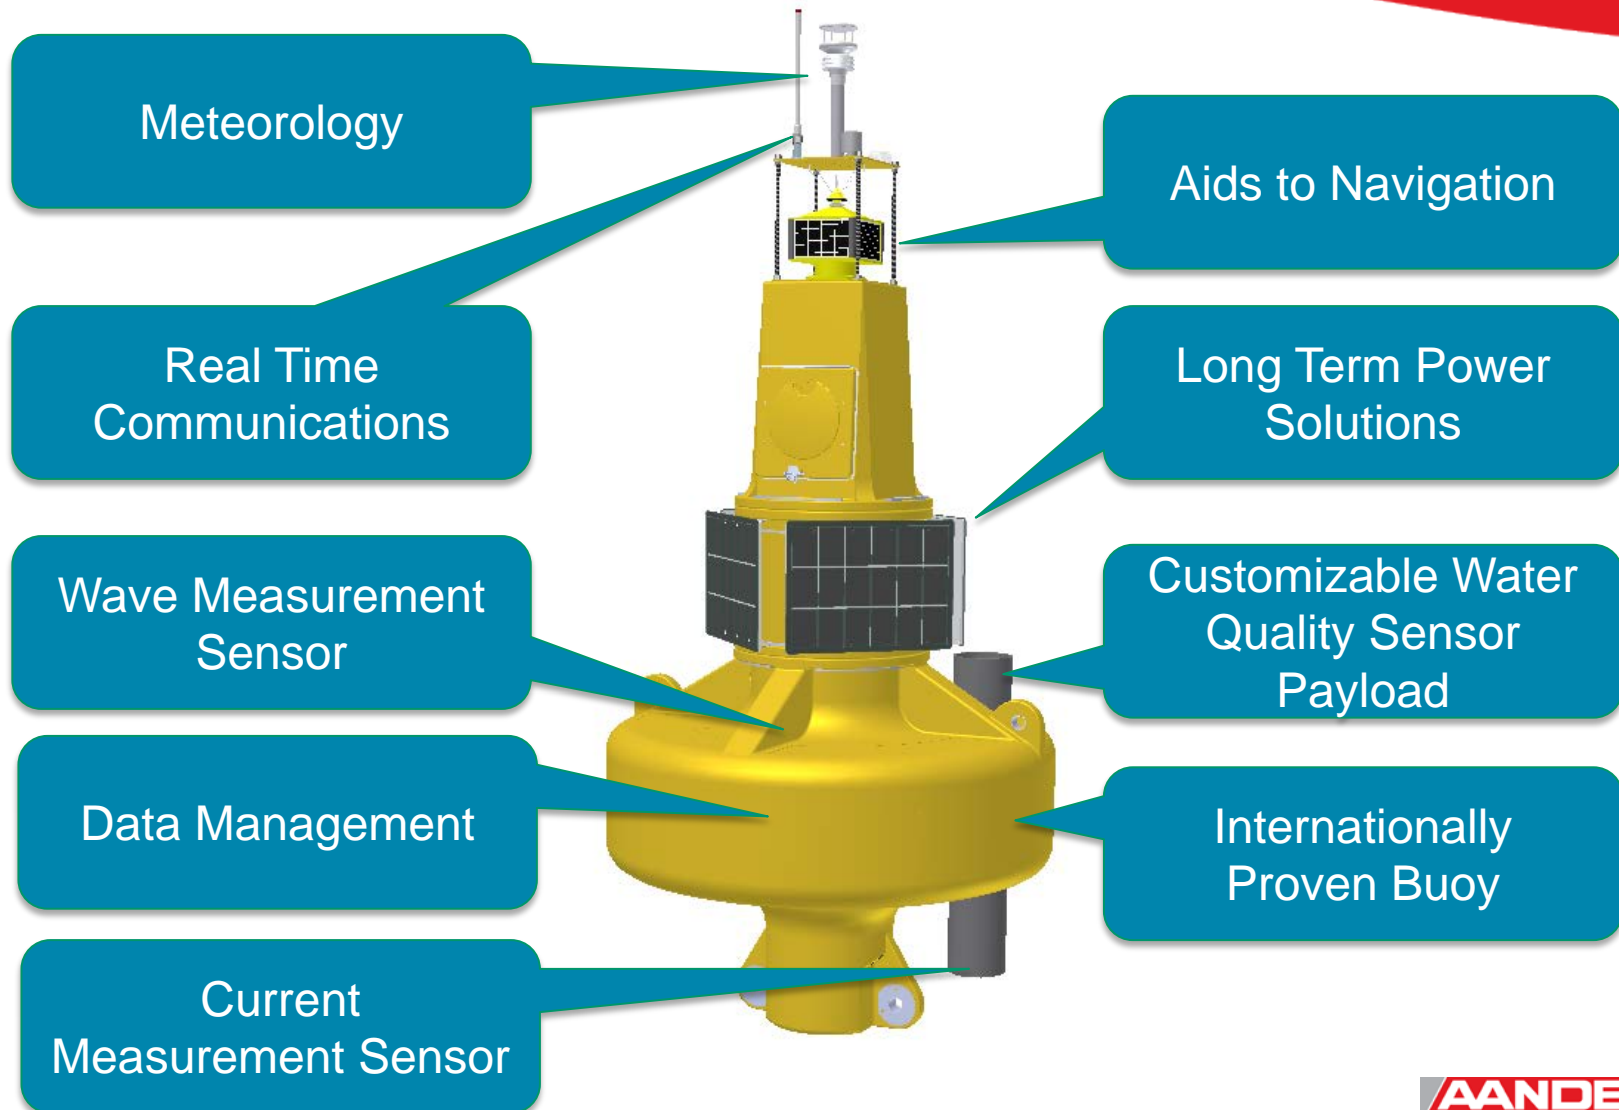 Meteorology
Real Time
Communications
Wave Measurement
Sensor
Data Management
Current
Measurement Sensor
Aids to Navigation
Long Term Power
Solutions
Customizable Water
Quality Sensor
Payload
Internationally
Proven Buoy
AANDE